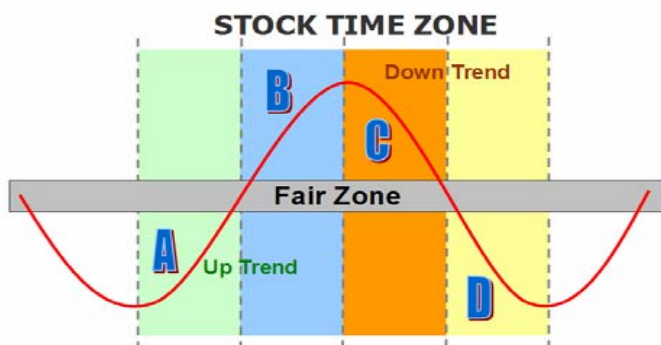 STOCK TIME ZONE
Down Trend
B
C
Fair Zone
A
Up Trend
D